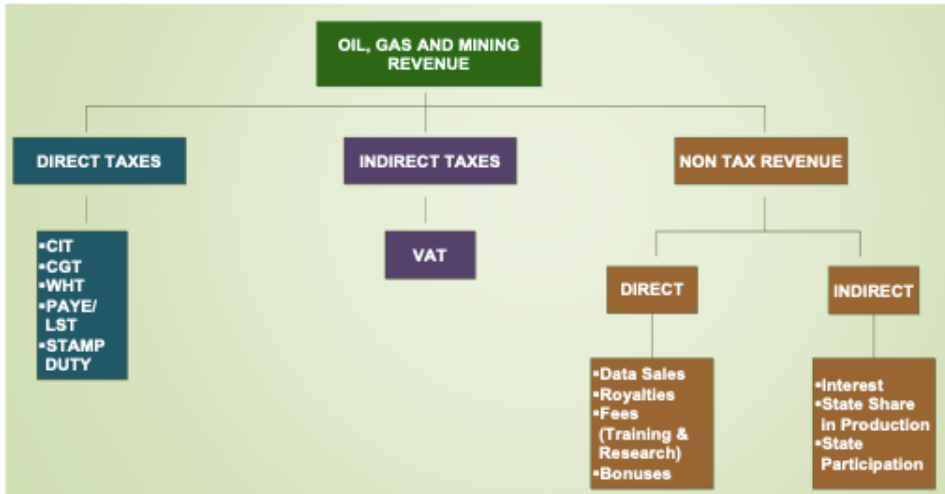 OIL, GAS AND MINING
REVENUE
DIRECT TAXES
INDIRECT TAXES
NON TAX REVENUE
▪CIT
▪CGT
▪WHT
▪PAYE/
LST
▪STAMP
DUTY
VAT
DIRECT
INDIRECT
▪Data Sales
▪Royalties
▪Fees
(Training &
Research)
▪Bonuses
▪Interest
▪State Share
in Production
▪State
Participation